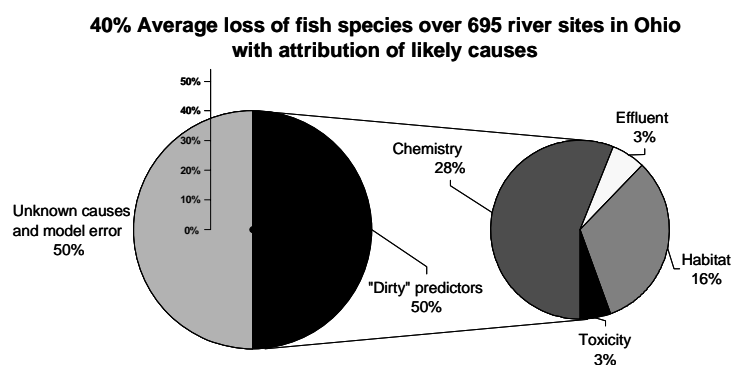 40% Average loss of fish species over 695 river sites in Ohio
with attribution of likely causes
50%
40%
30%
20%
10%
0%
Unknown causes
and model error
50%
"Dirty" predictors
50%
Chemistry
28%
Effluent
3%
Habitat
16%
Toxicity
3%